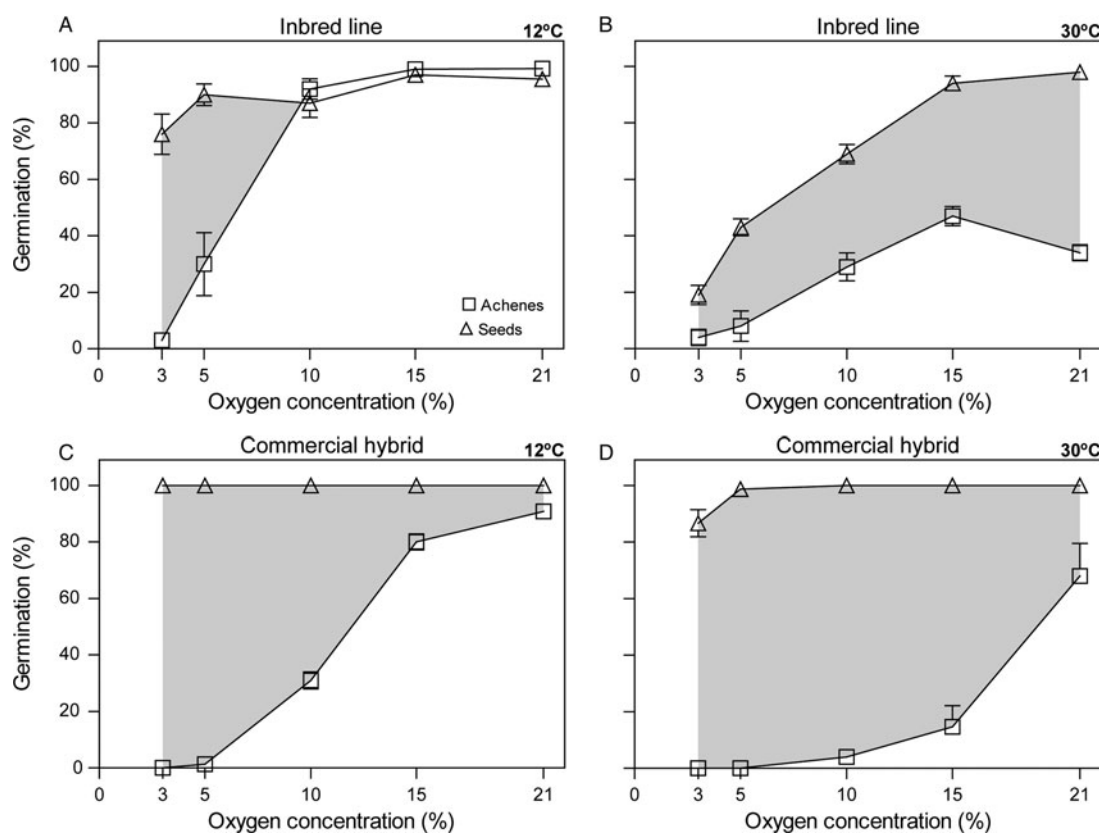 A Inbred line 12ºC
100
80
60
40
20
0
Germination (%)
Achenes
Seeds
0 3 5 10 15 21
Oxygen concentration (%)
B Inbred line 30ºC
0 3 5 10 15 21
Oxygen concentration (%)
C Commercial hybrid 12ºC
100
80
60
40
20
0
Germination (%)
0 3 5 10 15 21
Oxygen concentration (%)
D Commercial hybrid 30ºC
0 3 5 10 15 21
Oxygen concentration (%)